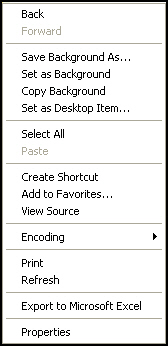 Back
Forward
Save Background As...
Set as Background
Copy Background
Set as Desktop Item...
Select All
Paste
Create Shortcut
Add to Favorites...
View Source
Encoding
Print
Refresh
Export to Microsoft Excel
Properties